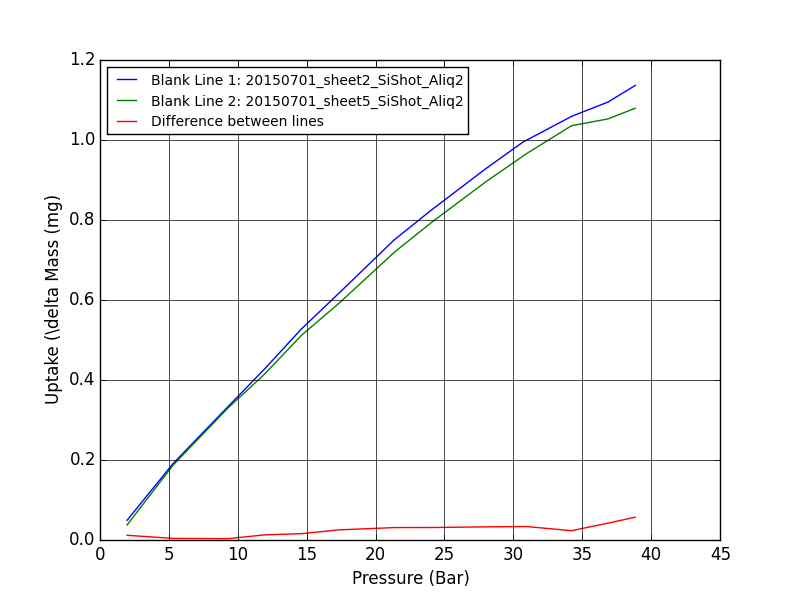 1.2
1.0
0.8
0.6
0.4
0.2
0.0
Uptake (\delta Mass (mg)
Blank Line 1: 20150701_sheet2_SiShot_Aliq2
Blank Line 2: 20150701_sheet5_SiShot_Aliq2
Difference between lines
0 5 10 15 20 25 30 35 40 45
Pressure (Bar)